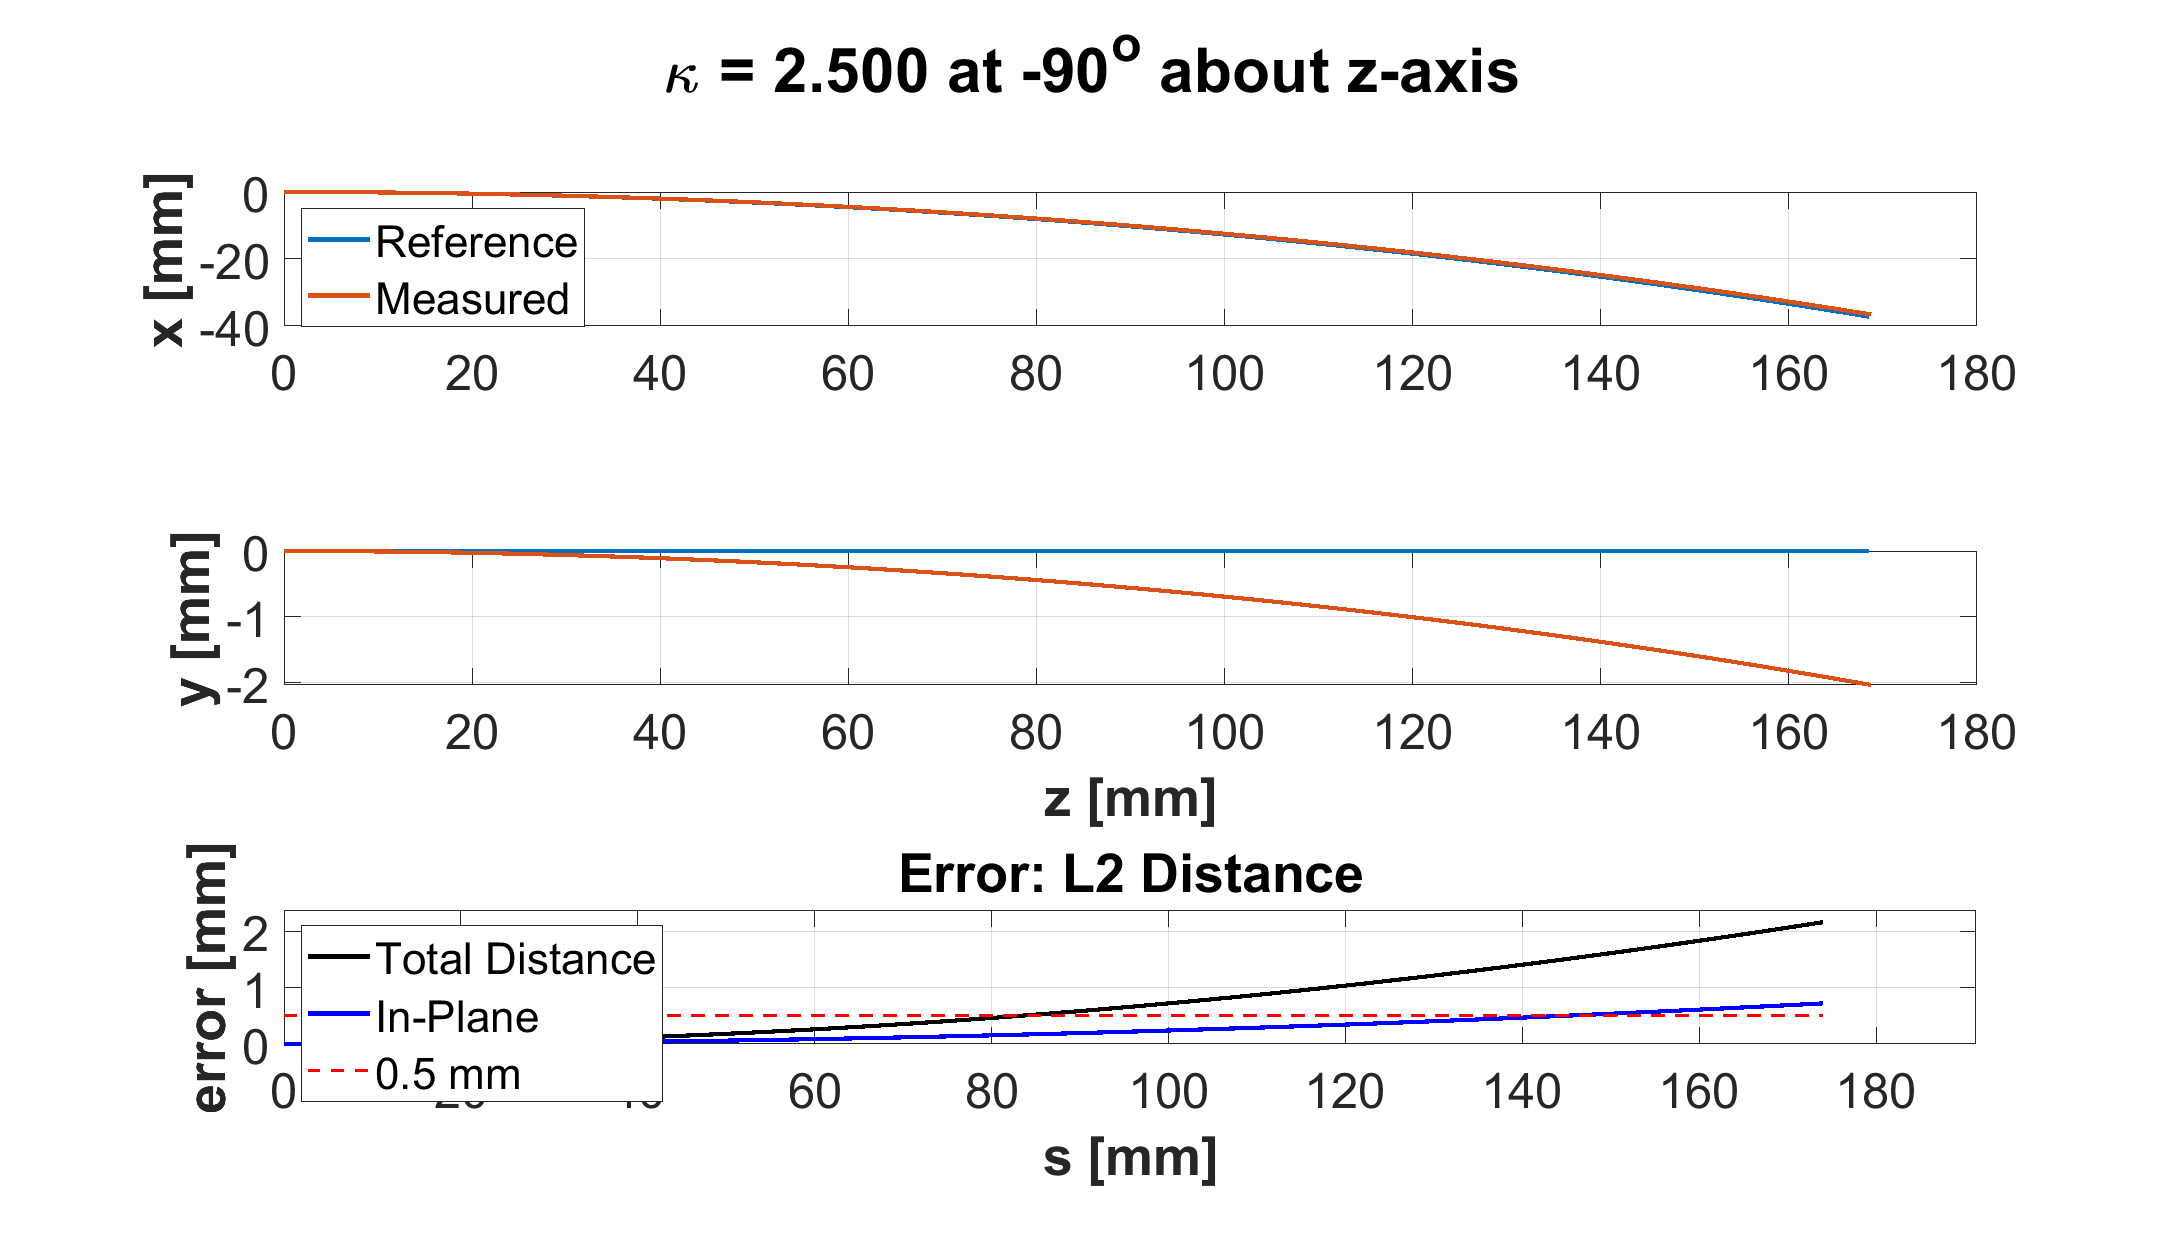 κ = 2.500 at -90° about z-axis
x [mm]
0
-20
-40
Reference
Measured
0 20 40 60 80 100 120 140 160 180
y [mm]
0
-1
-2
0 20 40 60 80 100 120 140 160 180
z [mm]
Error: L2 Distance
error [mm]
2
1
0
Total Distance
In-Plane
0.5 mm
0 20 40 60 80 100 120 140 160 180
s [mm]